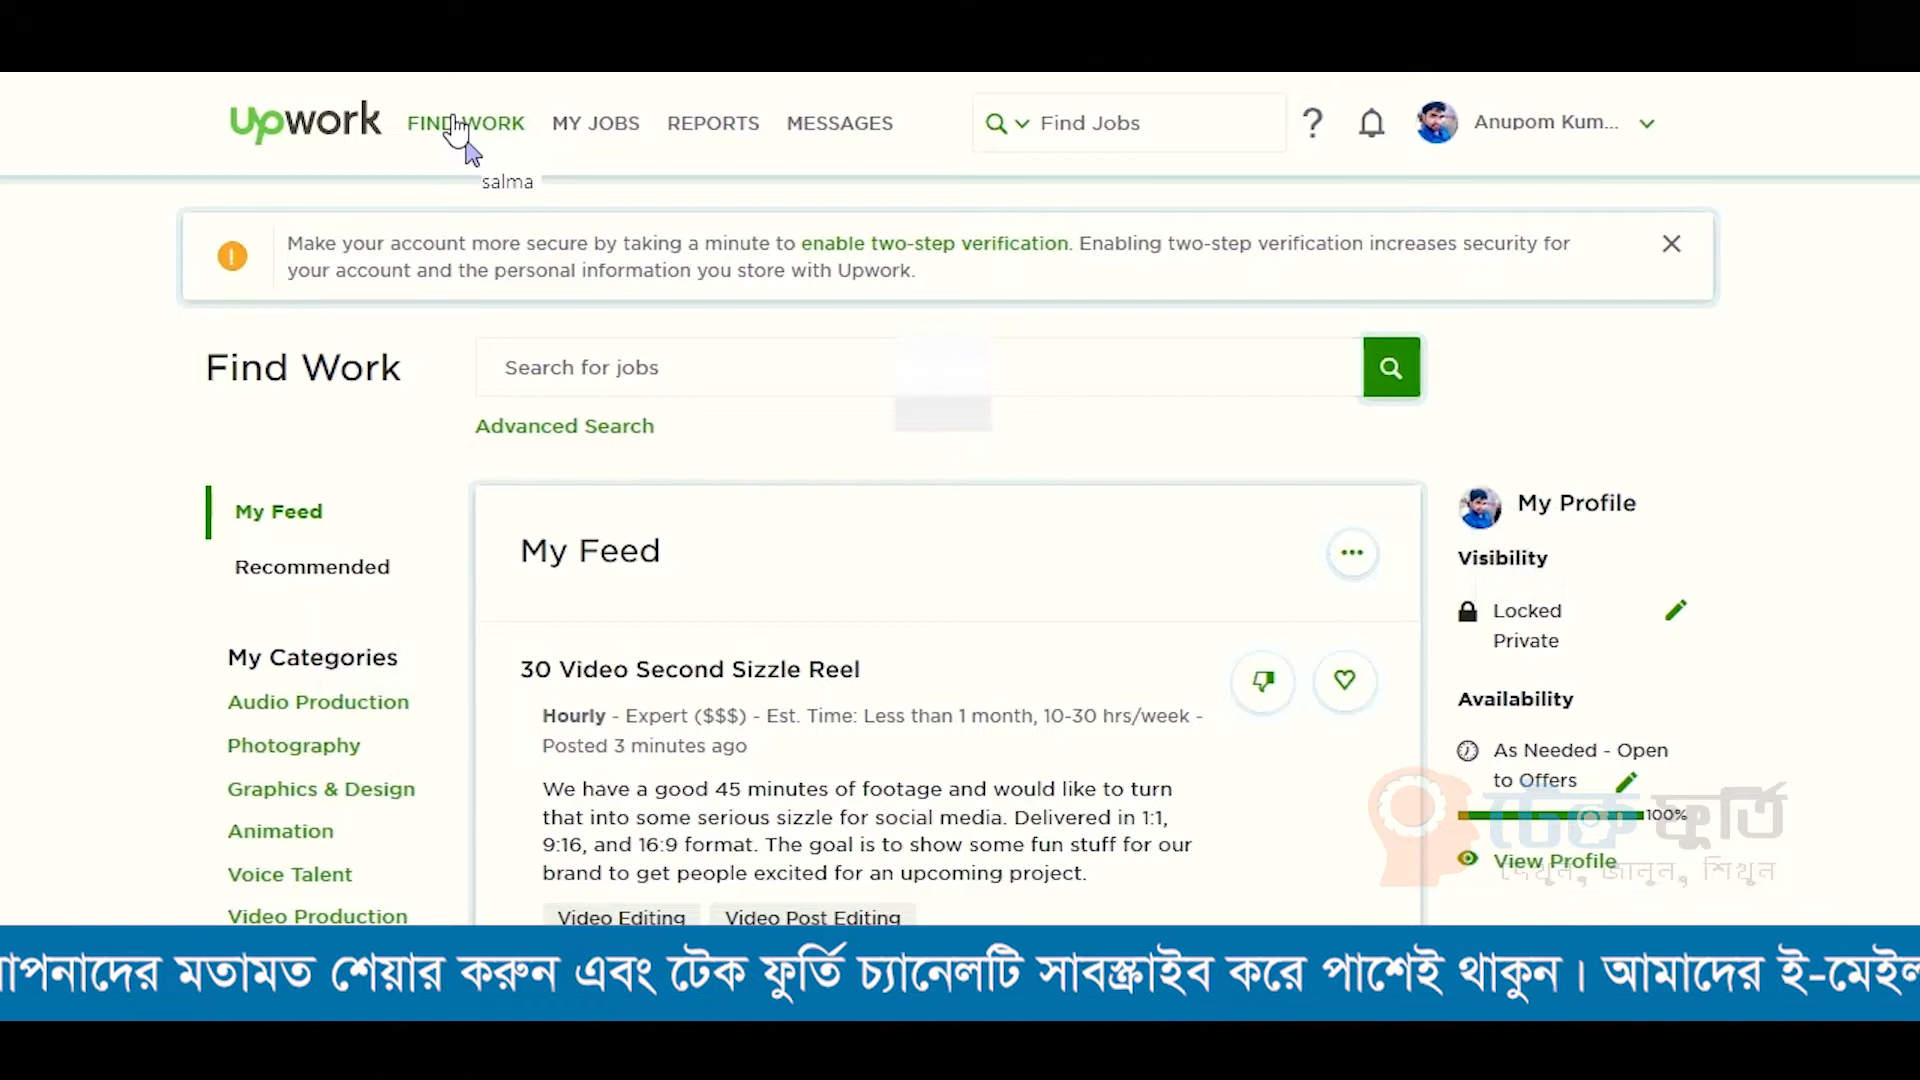 upwork FIND WORK MY JOBS REPORTS MESSAGES Find Jobs ? Anupom Kum...
salma
Make your account more secure by taking a minute to enable two-step verification. Enabling two-step verification increases security for
your account and the personal information you store with Upwork.
Find Work
Search for jobs
Advanced Search
My Feed
Recommended
My Categories
Audio Production
Photography
Graphics & Design
Animation
Voice Talent
Video Production
My Feed
30 Video Second Sizzle Reel
Hourly - Expert ($$$) - Est. Time: Less than 1 month, 10-30 hrs/week -
Posted 3 minutes ago
We have a good 45 minutes of footage and would like to turn
that into some serious sizzle for social media. Delivered in 1:1,
9:16, and 16:9 format. The goal is to show some fun stuff for our
brand to get people excited for an upcoming project.
Video Editing Video Post Editing
My Profile
Visibility
Locked
Private
Availability
As Needed - Open
to Offers
100%
View Profile
টেক ফুর্তি
দেখুন, জানুন, শিখুন
মতামত শেয়ার করুন এবং টেক ফুর্তি চ্যানেলটি সাবস্ক্রাইব করে পাশেই থাকুন। আমাদের ই-মেইল